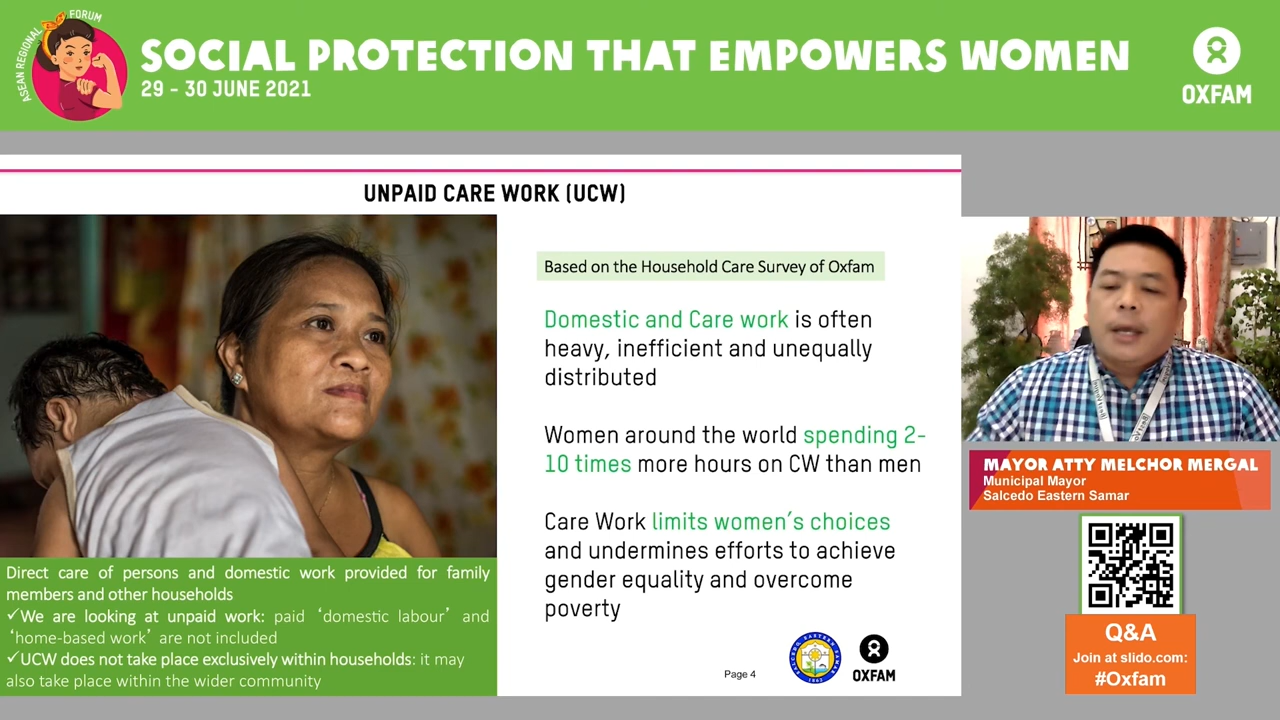 ASEAN REGIONAL FORUM
SOCIAL PROTECTION THAT EMPOWERS WOMEN
29 - 30 JUNE 2021
OXFAM
UNPAID CARE WORK (UCW)
Based on the Household Care Survey of Oxfam
Domestic and Care work is often
heavy, inefficient and unequally
distributed
Women around the world spending 2-
10 times more hours on CW than men
Care Work limits women's choices
and undermines efforts to achieve
gender equality and overcome
poverty
Direct care of persons and domestic work provided for family
members and other households
✓We are looking at unpaid work: paid ‘domestic labour’ and
‘home-based work’ are not included
✓UCW does not take place exclusively within households: it may
also take place within the wider community
Page 4
OXFAM
MAYOR ATTY MELCHOR MERGAL
Municipal Mayor
Salcedo Eastern Samar
Q&A
Join at slido.com:
#Oxfam